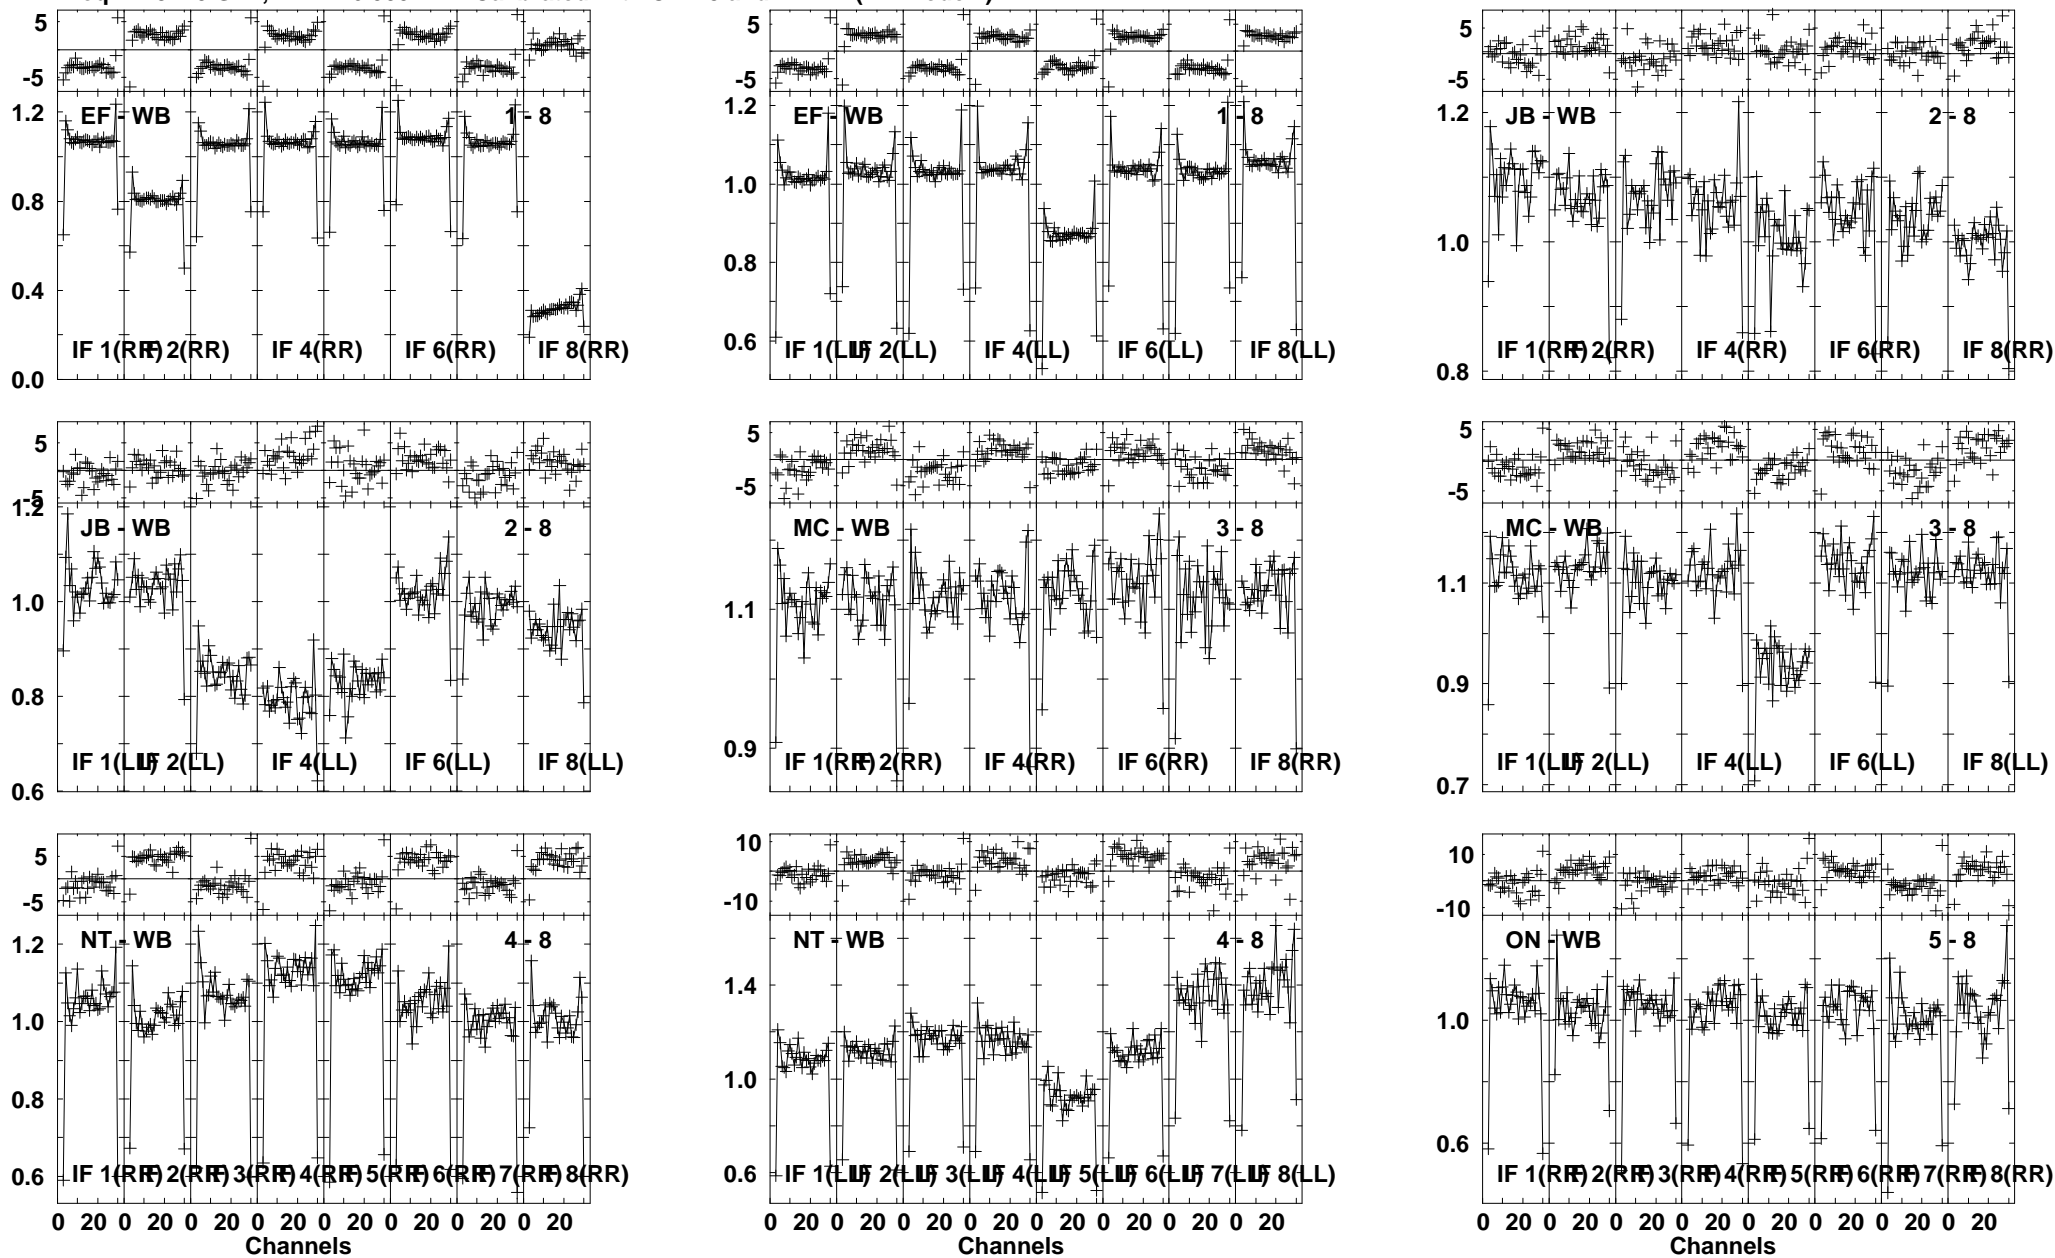 5 5 5
-5 -5 -5
EF - WB 1 - 8 EF - WB 1 - 8 JB - WB 2 - 8
1.2 1.2 1.2
0.8 1.0 1.0
0.4 0.8
IF 1(RR) IF 2(RR) IF 4(RR) IF 6(RR) IF 8(RR) 0.6 IF 1(LL) IF 2(LL) IF 4(LL) IF 6(LL) IF 8(LL) IF 1(RR) IF 2(RR) IF 4(RR) IF 6(RR) IF 8(RR)
0.0 0.8
5 5 5
-5 -5 -5
1.2
JB - WB 2 - 8 MC - WB 3 - 8 MC - WB 3 - 8
1.0 1.1 1.1
0.8 0.9
IF 1(LL) IF 2(LL) IF 4(LL) IF 6(LL) IF 8(LL) 0.9 IF 1(RR) IF 2(RR) IF 4(RR) IF 6(RR) IF 8(RR) IF 1(LL) IF 2(LL) IF 4(LL) IF 6(LL) IF 8(LL)
0.6 0.7
5 10 10
-5 -10 -10
NT - WB 4 - 8 NT - WB 4 - 8 ON - WB 5 - 8
1.2 1.4
1.0 1.0 1.0
0.8
0.6 0.6 0.6
IF 1(RR) IF 2(RR) IF 3(RR) IF 4(RR) IF 5(RR) IF 6(RR) IF 7(RR) IF 8(RR) IF 1(LL) IF 2(LL) IF 3(LL) IF 4(LL) IF 5(LL) IF 6(LL) IF 7(LL) IF 8(LL) IF 1(RR) IF 2(RR) IF 3(RR) IF 4(RR) IF 5(RR) IF 6(RR) IF 7(RR) IF 8(RR)
0 20 0 20 0 20 0 20 0 20 0 20 0 20 0 20 0 20 0 20 0 20 0 20 0 20 0 20 0 20 0 20 0 20 0 20 0 20 0 20 0 20 0 20 0 20 0 20
Channels Channels Channels